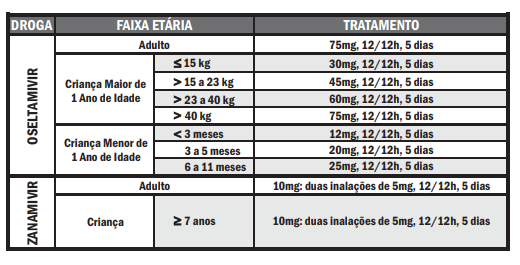 DROGA FAIXA ETÁRIA TRATAMENTO
OSELTAMIVIR
Adulto 75mg, 12/12h, 5 dias
Criança Maior de
1 Ano de Idade
≤ 15 kg 30mg, 12/12h, 5 dias
> 15 a 23 kg 45mg, 12/12h, 5 dias
> 23 a 40 kg 60mg, 12/12h, 5 dias
> 40 kg 75mg, 12/12h, 5 dias
Criança Menor de
1 Ano de Idade
< 3 meses 12mg, 12/12h, 5 dias
3 a 5 meses 20mg, 12/12h, 5 dias
6 a 11 meses 25mg, 12/12h, 5 dias
ZANAMIVIR
Adulto 10mg: duas inalações de 5mg, 12/12h, 5 dias
Criança ≥ 7 anos 10mg: duas inalações de 5mg, 12/12h, 5 dias